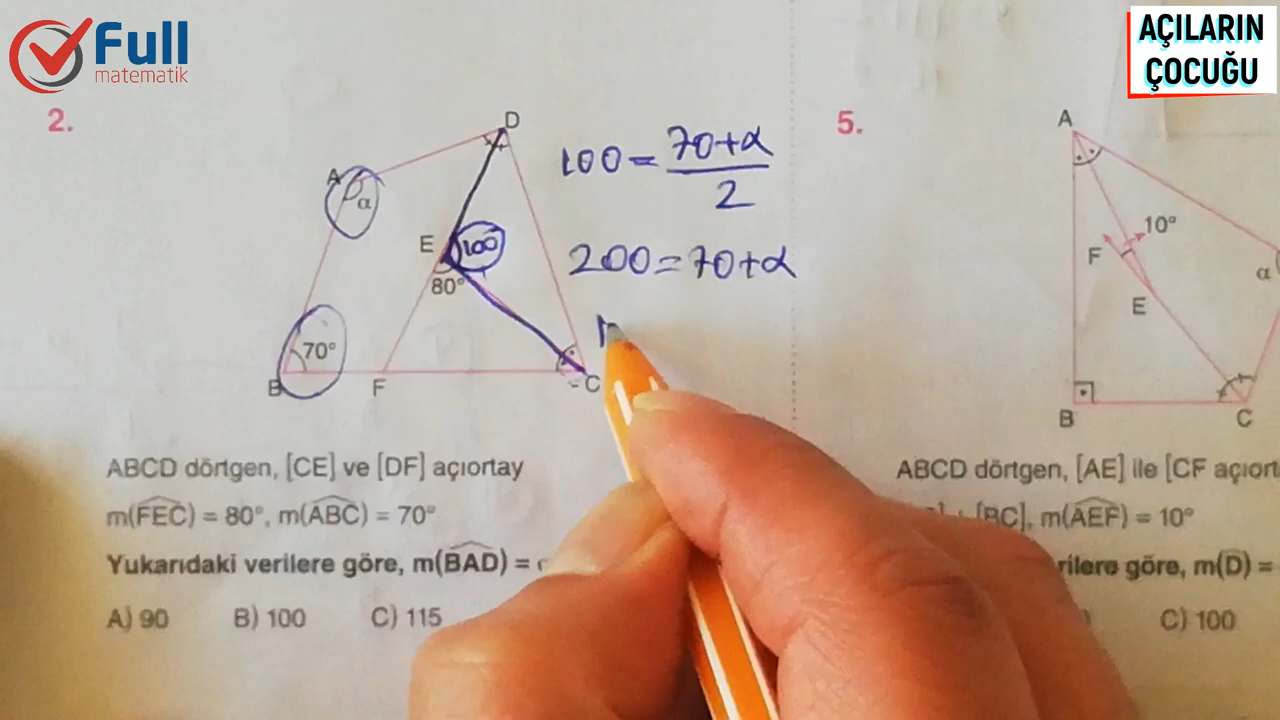 Full
matematik
AÇILARIN
ÇOCUĞU
2.
D
A
α
E
100
80°
70°
B
F
C
100 = 70+α
2
200 = 70+α
ABCD dörtgen, [CE] ve [DF] açıortay
m(FEC) = 80°, m(ABC) = 70°
Yukarıdaki verilere göre, m(BAD) =
A) 90 B) 100 C) 115
5.
A
10°
F
α
E
B
C
ABCD dörtgen, [AE] ile [CF açıort
[BC], m(AEF) = 10°
rilere göre, m(D) =
C) 100